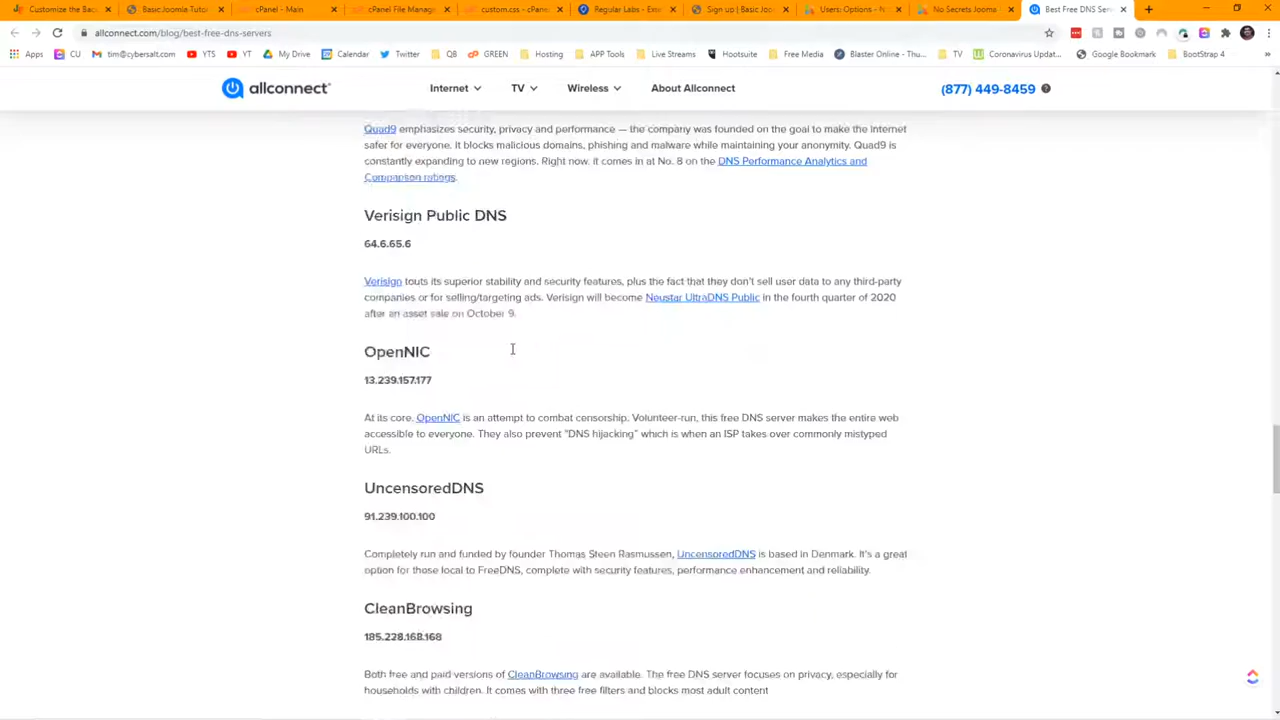 Customize the Bac
Basic Joomla Tutor
cPanel - Main
cPanel File Manag
custom.css - cPane
Regular Labs - Exte
Sign up | Basic Joo
Users: Options - N
No Secrets Joomla
Best Free DNS Serv
allconnect.com/blog/best-free-dns-servers
Apps CU tim@cybersalt.com YTS YT My Drive Calendar Twitter QB GREEN Hosting APP Tools Live Streams Hootsuite Free Media Blaster Online - Thu... TV Coronavirus Updat... Google Bookmark BootStrap 4 »
allconnect Internet TV Wireless About Allconnect (877) 449-8459
Quad9 emphasizes security, privacy and performance — the company was founded on the goal to make the internet
safer for everyone. It blocks malicious domains, phishing and malware while maintaining your anonymity. Quad9 is
constantly expanding to new regions. Right now, it comes in at No. 8 on the DNS Performance Analytics and
Comparison ratings.
Verisign Public DNS
64.6.65.6
Verisign touts its superior stability and security features, plus the fact that they don't sell user data to any third-party
companies or for selling/targeting ads. Verisign will become Neustar UltraDNS Public in the fourth quarter of 2020
after an asset sale on October 9.
OpenNIC
13.239.157.177
At its core, OpenNIC is an attempt to combat censorship. Volunteer-run, this free DNS server makes the entire web
accessible to everyone. They also prevent "DNS hijacking" which is when an ISP takes over commonly mistyped
URLs.
UncensoredDNS
91.239.100.100
Completely run and funded by founder Thomas Steen Rasmussen, UncensoredDNS is based in Denmark. It's a great
option for those local to FreeDNS, complete with security features, performance enhancement and reliability.
CleanBrowsing
185.228.168.168
Both free and paid versions of CleanBrowsing are available. The free DNS server focuses on privacy, especially for
households with children. It comes with three free filters and blocks most adult content